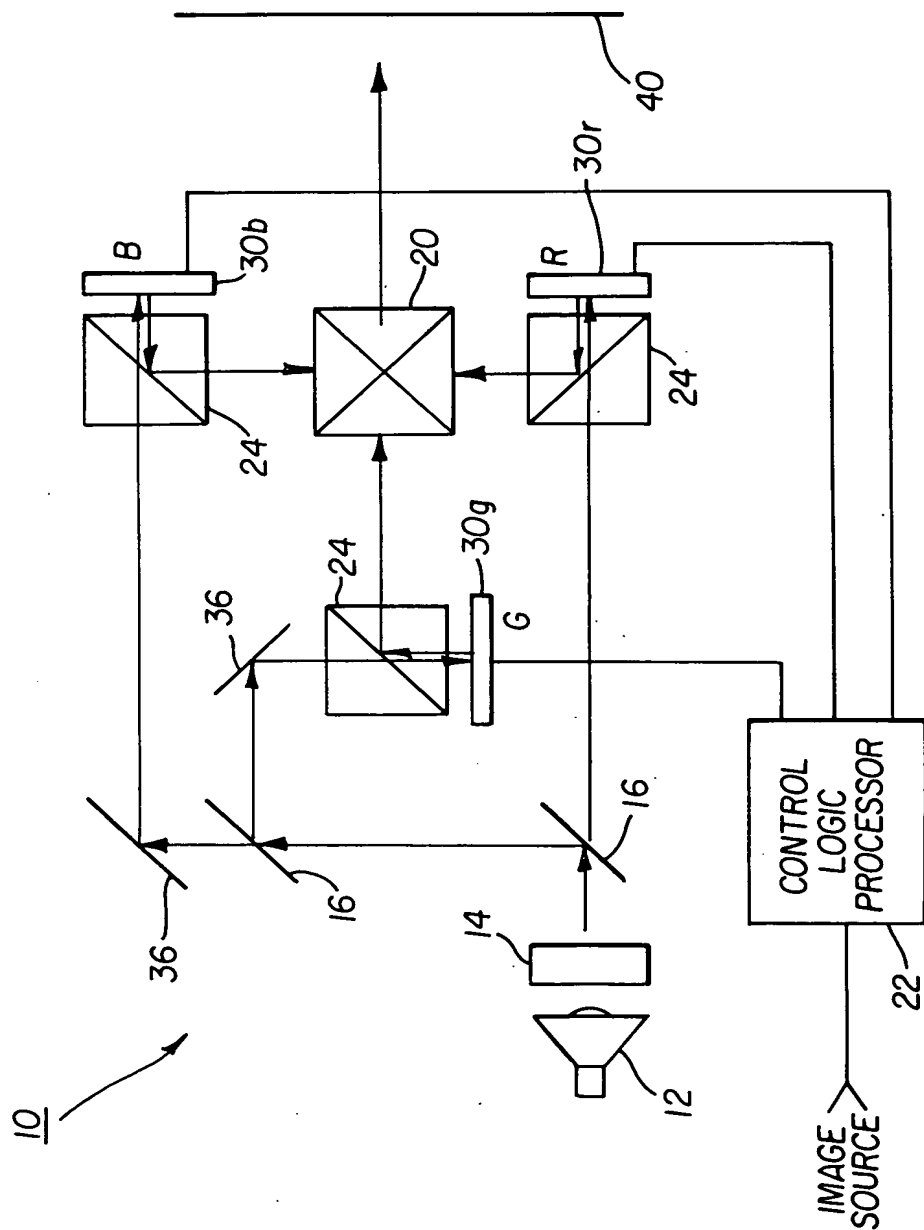 10
36
16
36
24
B
30b
24
20
G
30g
R
30r
24
40
12
14
16
CONTROL
LOGIC
PROCESSOR
22
IMAGE
SOURCE